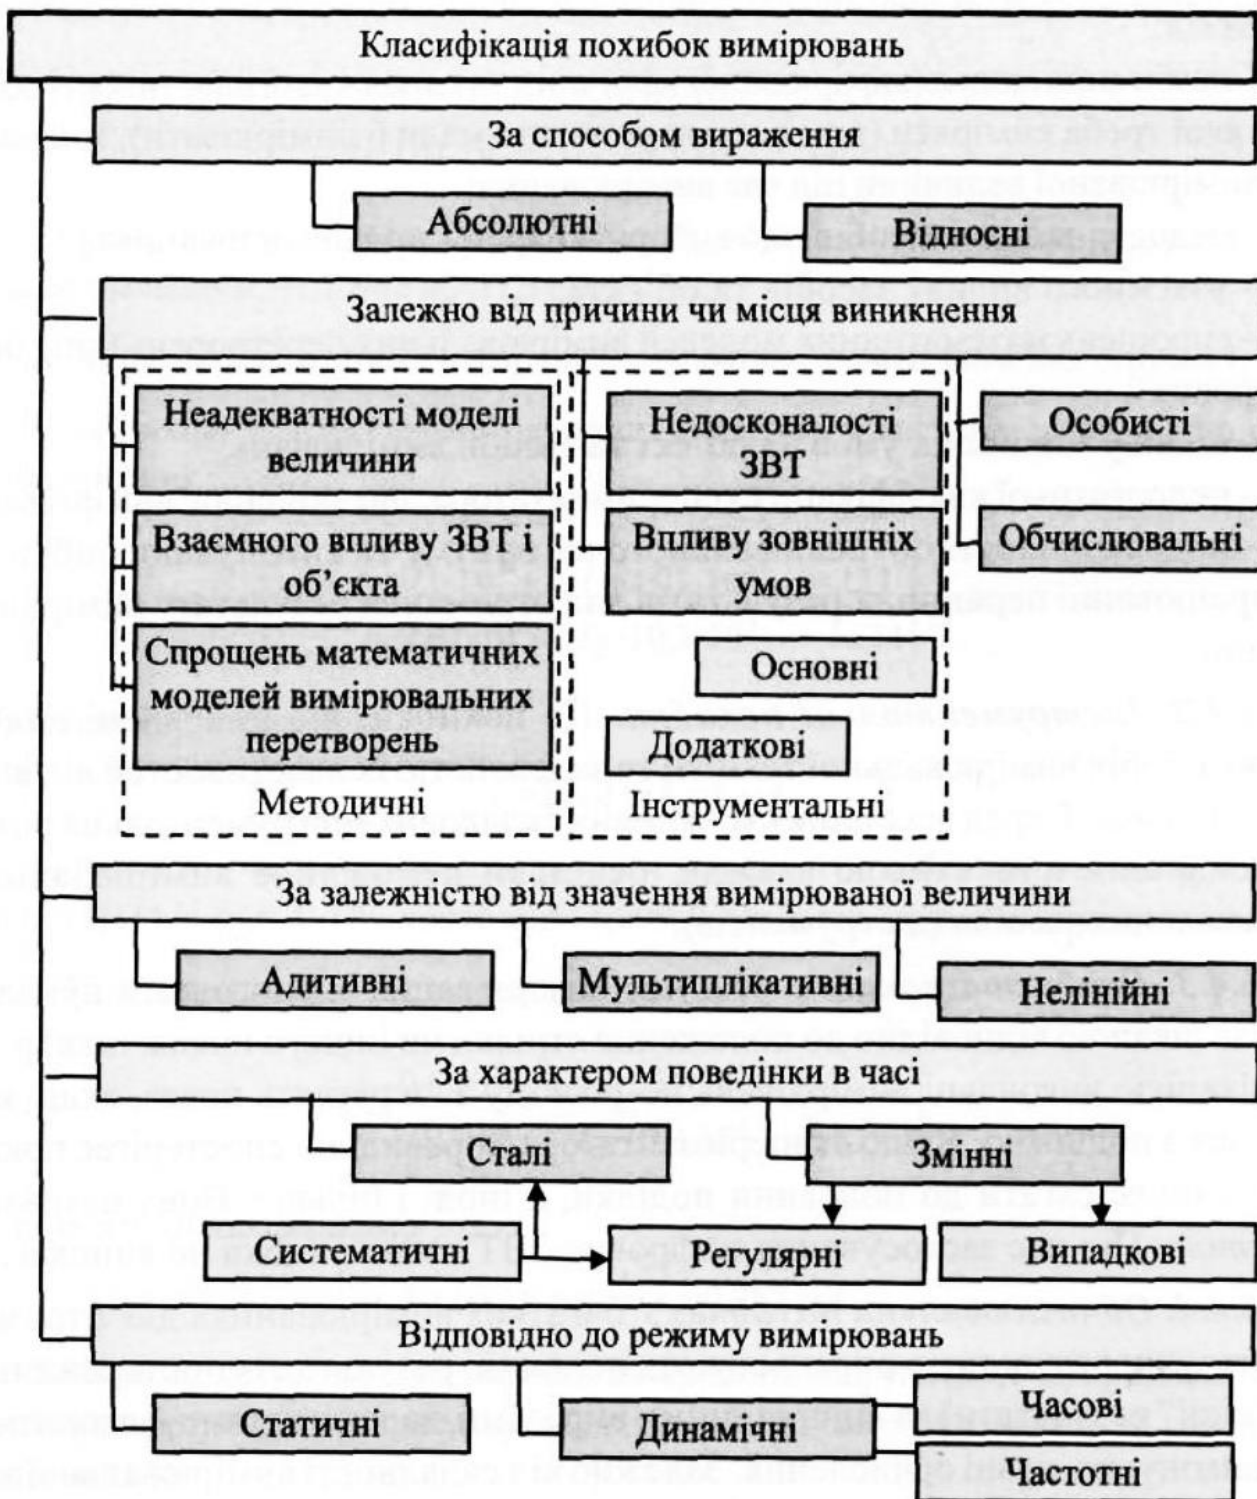 Класифікація похибок вимірювань
За способом вираження
Абсолютні
Відносні
Залежно від причини чи місця виникнення
Неадекватності моделі
величини
Взаємного впливу ЗВТ і
об’єкта
Спрощень математичних
моделей вимірювальних
перетворень
Методичні
Недосконалості
ЗВТ
Впливу зовнішніх
умов
Основні
Додаткові
Інструментальні
Особисті
Обчислювальні
За залежністю від значення вимірюваної величини
Адитивні
Мультиплікативні
Нелінійні
За характером поведінки в часі
Сталі
Змінні
Систематичні
Регулярні
Випадкові
Відповідно до режиму вимірювань
Статичні
Динамічні
Часові
Частотні